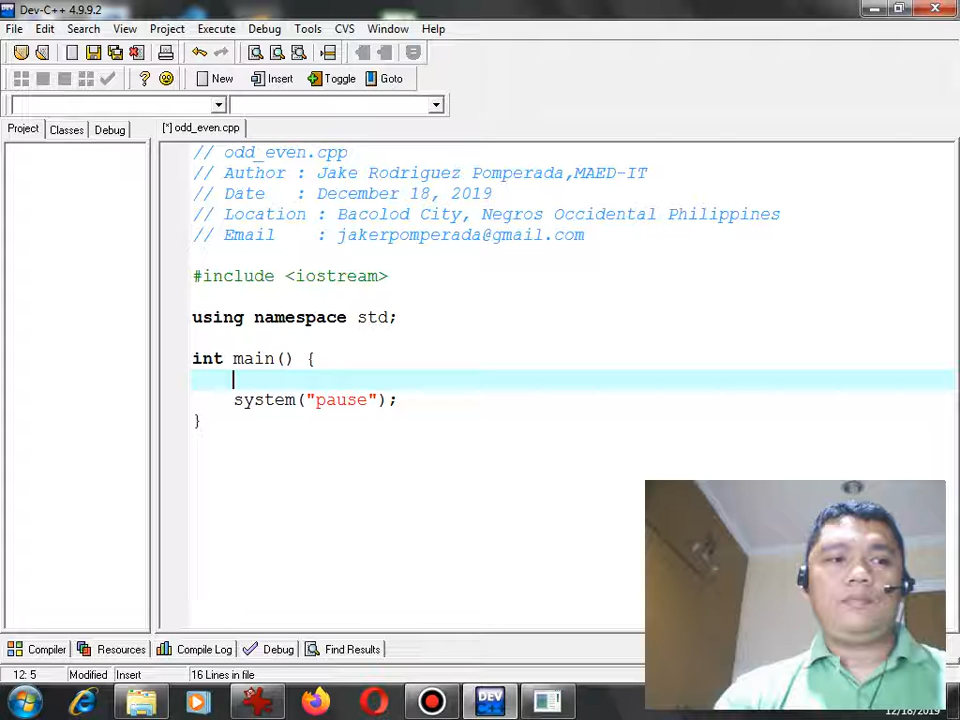 Dev-C++ 4.9.9.2
File Edit Search View Project Execute Debug Tools CVS Window Help
New Insert Toggle Goto
Project Classes Debug [*] odd_even.cpp
// odd_even.cpp
// Author : Jake Rodriguez Pomperada,MAED-IT
// Date   : December 18, 2019
// Location : Bacolod City, Negros Occidental Philippines
// Email    : jakerpomperada@gmail.com
#include <iostream>
using namespace std;
int main() {
system("pause");
}
Compiler Resources Compile Log Debug Find Results
12: 5 Modified Insert 16 Lines in file
DEV
12/18/2019